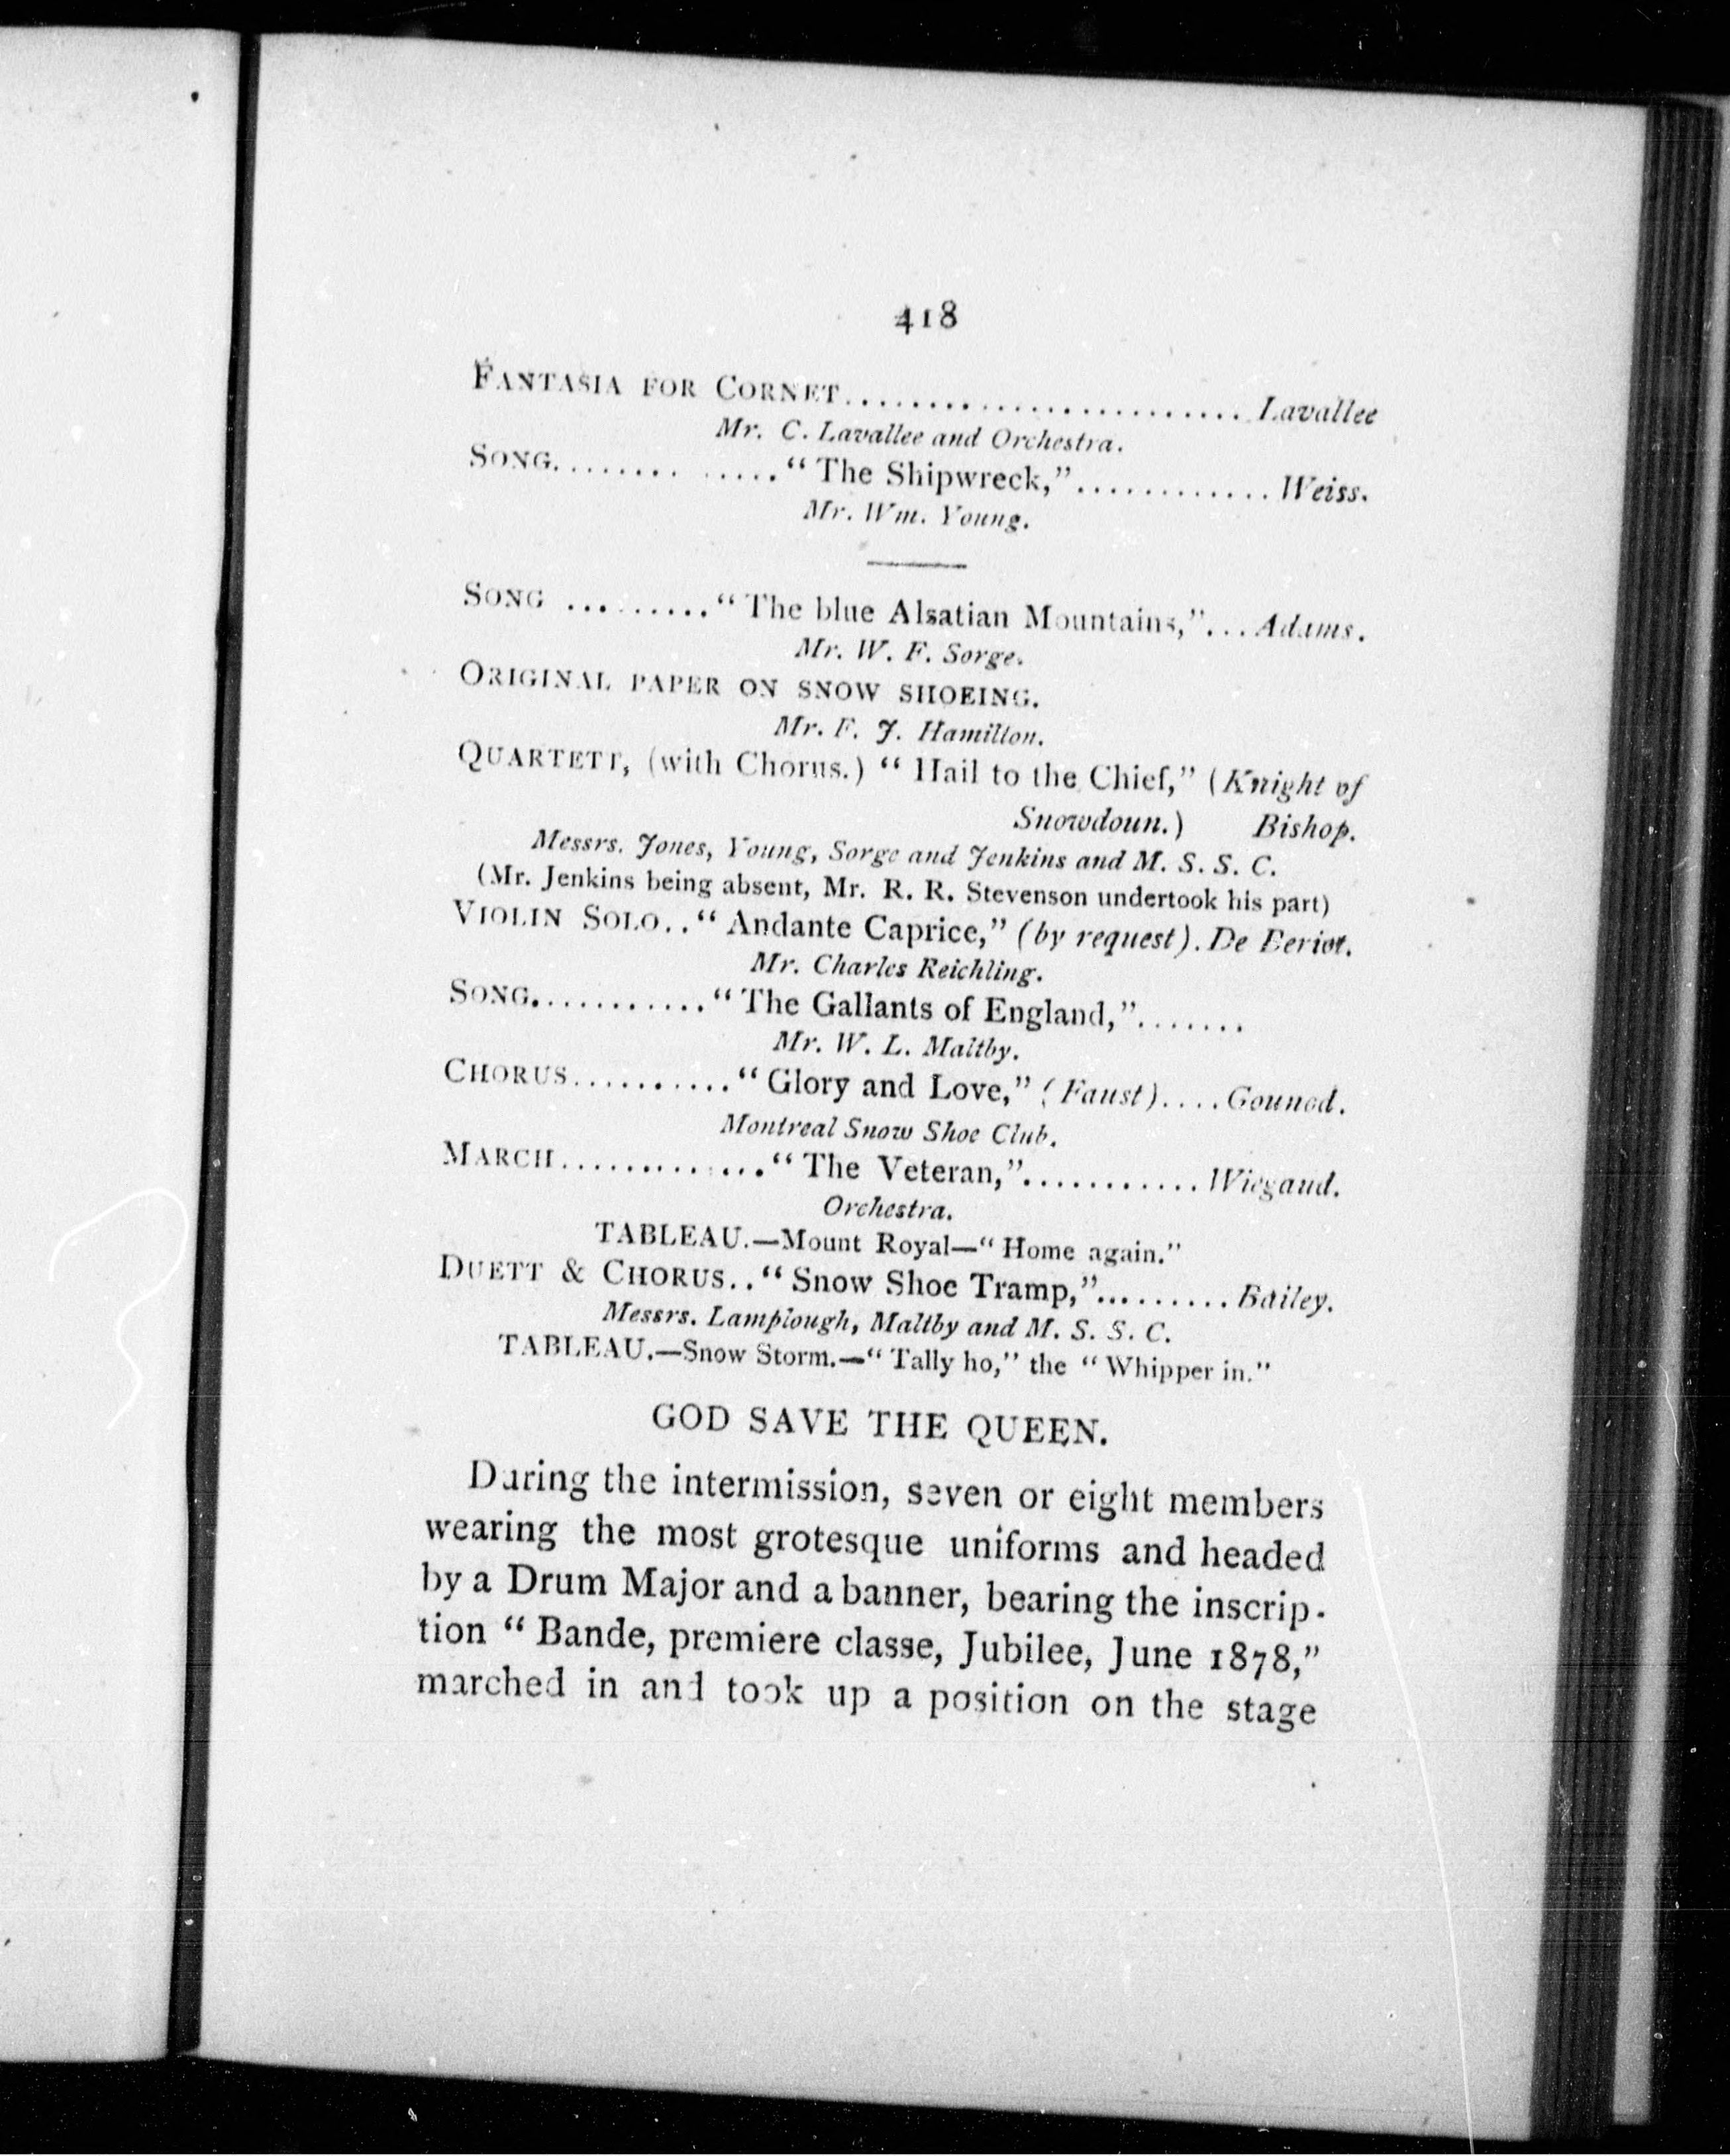 418
FANTASIA FOR CORNET........................Lavallee
Mr. C. Lavallee and Orchestra.
SONG............."The Shipwreck,"............Weiss.
Mr. Wm. Young.
SONG ........."The blue Alsatian Mountains,"...Adams.
Mr. W. F. Sorge.
ORIGINAL PAPER ON SNOW SHOEING.
Mr. F. J. Hamilton.
QUARTETT, (with Chorus.) "Hail to the Chief," (Knight of
Snowdoun.) Bishop.
Messrs. Jones, Young, Sorge and Jenkins and M. S. S. C.
(Mr. Jenkins being absent, Mr. R. R. Stevenson undertook his part)
VIOLIN SOLO.."Andante Caprice," (by request). De Beriot.
Mr. Charles Reichling.
SONG..........."The Gallants of England,".......
Mr. W. L. Maltby.
CHORUS..........."Glory and Love," (Faust)....Gounod.
Montreal Snow Shoe Club.
MARCH............."The Veteran,"...........Wiegand.
Orchestra.
TABLEAU.—Mount Royal—"Home again."
DUETT & CHORUS.."Snow Shoe Tramp,".........Bailey.
Messrs. Lamplough, Maltby and M. S. S. C.
TABLEAU.—Snow Storm.—"Tally ho," the "Whipper in."
GOD SAVE THE QUEEN.
During the intermission, seven or eight members
wearing the most grotesque uniforms and headed
by a Drum Major and a banner, bearing the inscrip-
tion "Bande, premiere classe, Jubilee, June 1878,"
marched in and took up a position on the stage